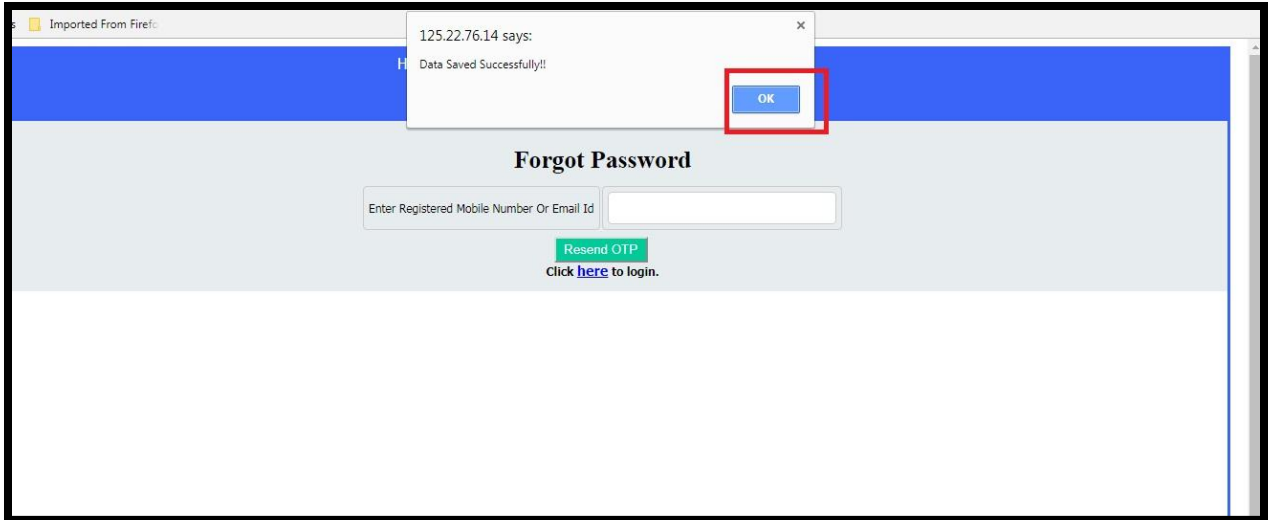 s Imported From Firefo
125.22.76.14 says:
H
Data Saved Successfully!!
OK
Forgot Password
Enter Registered Mobile Number Or Email Id
Resend OTP
Click here to login.